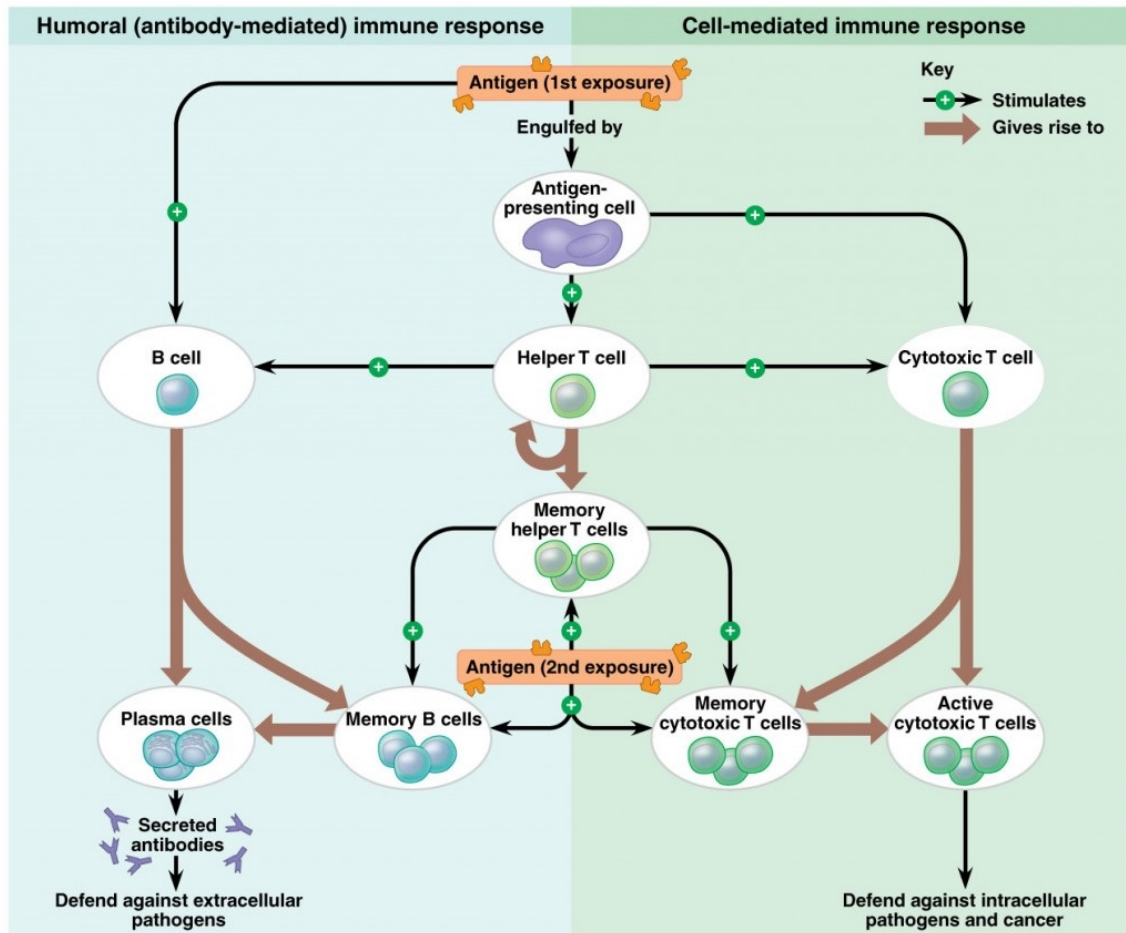 Humoral (antibody-mediated) immune response
Cell-mediated immune response
Antigen (1st exposure)
Key
Stimulates
Gives rise to
Engulfed by
Antigen-
presenting cell
B cell
Helper T cell
Cytotoxic T cell
Memory
helper T cells
Antigen (2nd exposure)
Plasma cells
Memory B cells
Memory
cytotoxic T cells
Active
cytotoxic T cells
Secreted
antibodies
Defend against extracellular
pathogens
Defend against intracellular
pathogens and cancer